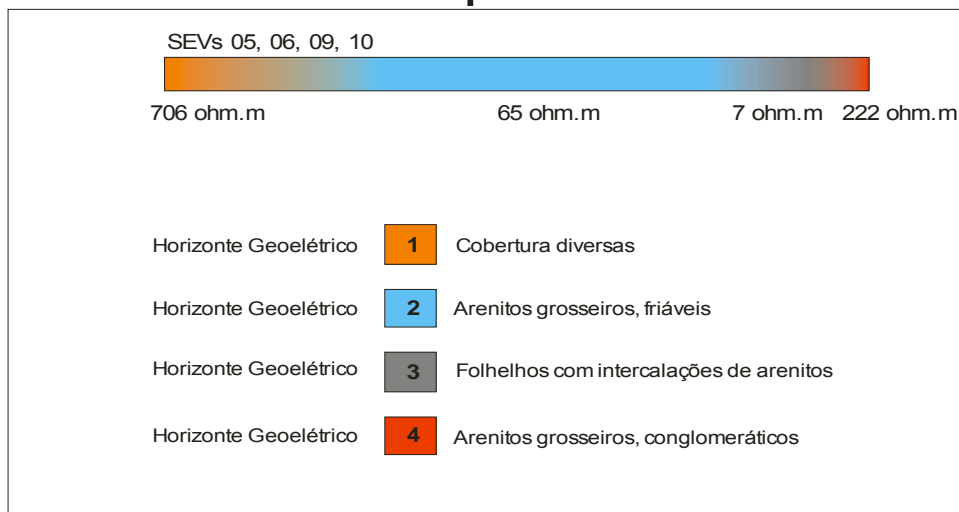 SEVs 05, 06, 09, 10
706 ohm.m 65 ohm.m 7 ohm.m 222 ohm.m
Horizonte Geoelétrico 1 Cobertura diversas
Horizonte Geoelétrico 2 Arenitos grosseiros, friáveis
Horizonte Geoelétrico 3 Folhelhos com intercalações de arenitos
Horizonte Geoelétrico 4 Arenitos grosseiros, conglomeráticos